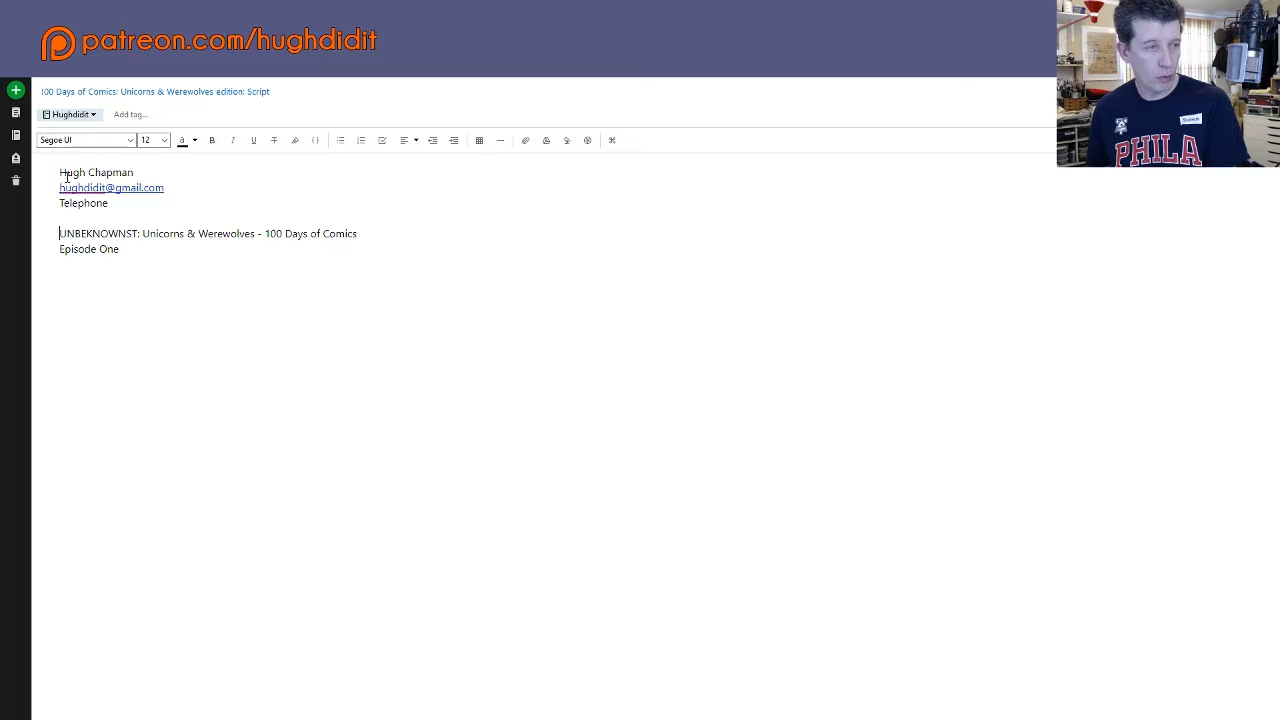 patreon.com/hughdidit
100 Days of Comics: Unicorns & Werewolves edition: Script
Hughdidit
Add tag...
Segoe UI
12
a
B
I
U
T
Hugh Chapman
hughdidit@gmail.com
Telephone
UNBEKNOWNST: Unicorns & Werewolves - 100 Days of Comics
Episode One
PHILA